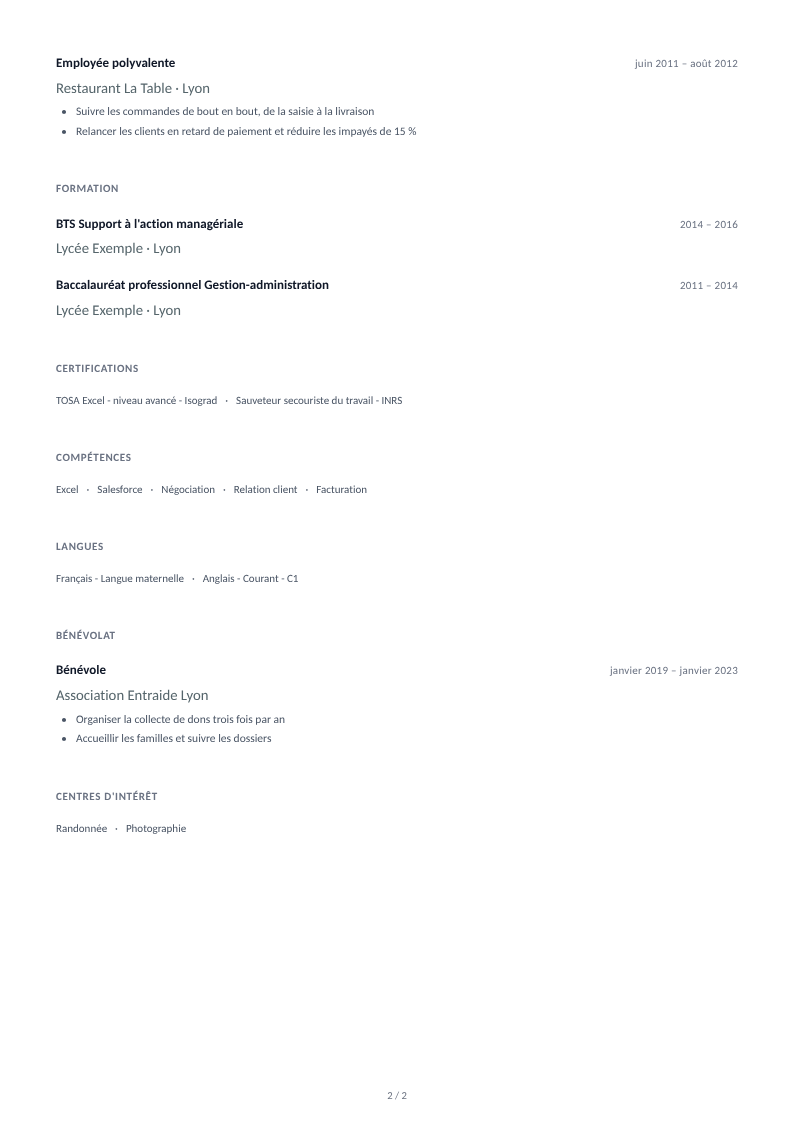 Employée polyvalente juin 2011 – août 2012
Restaurant La Table · Lyon
• Suivre les commandes de bout en bout, de la saisie à la livraison
• Relancer les clients en retard de paiement et réduire les impayés de 15 %
FORMATION
BTS Support à l'action managériale 2014 – 2016
Lycée Exemple · Lyon
Baccalauréat professionnel Gestion-administration 2011 – 2014
Lycée Exemple · Lyon
CERTIFICATIONS
TOSA Excel - niveau avancé - Isograd · Sauveteur secouriste du travail - INRS
COMPÉTENCES
Excel · Salesforce · Négociation · Relation client · Facturation
LANGUES
Français - Langue maternelle · Anglais - Courant - C1
BÉNÉVOLAT
Bénévole janvier 2019 – janvier 2023
Association Entraide Lyon
• Organiser la collecte de dons trois fois par an
• Accueillir les familles et suivre les dossiers
CENTRES D'INTÉRÊT
Randonnée · Photographie
2 / 2